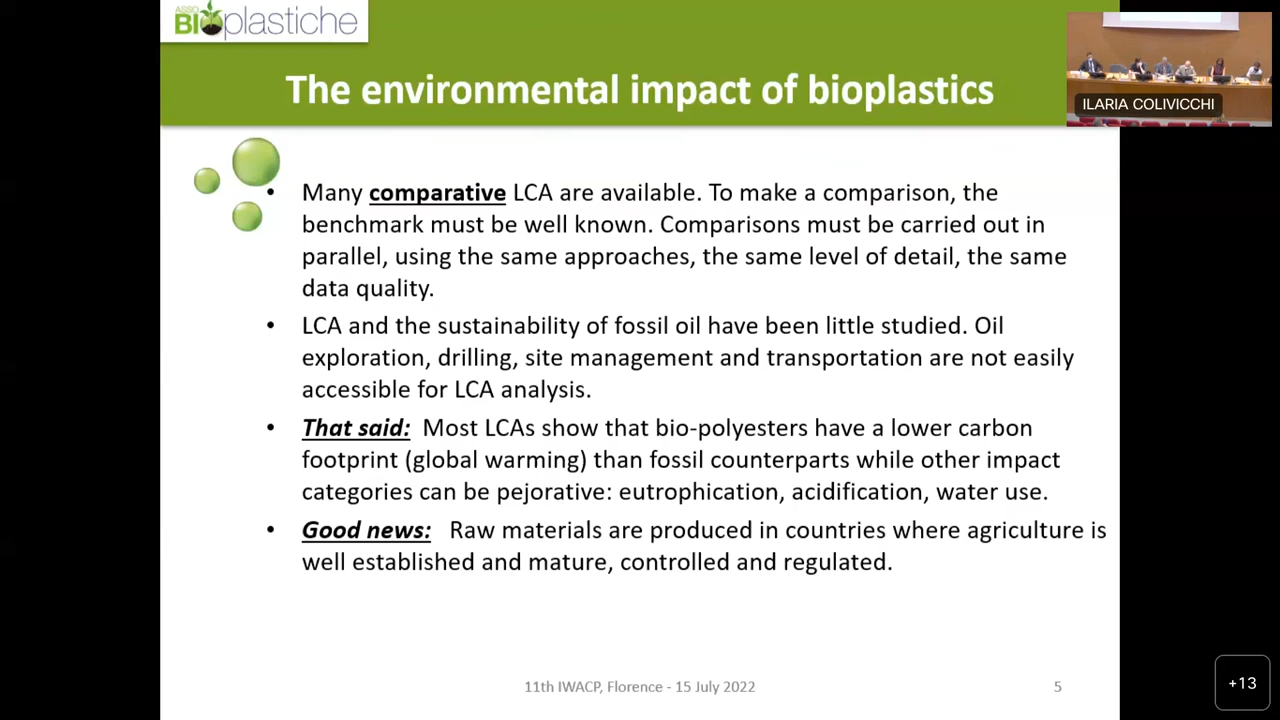 ASSO
BIOplastiche
The environmental impact of bioplastics
ILARIA COLIVICCHI
• Many comparative LCA are available. To make a comparison, the
benchmark must be well known. Comparisons must be carried out in
parallel, using the same approaches, the same level of detail, the same
data quality.
• LCA and the sustainability of fossil oil have been little studied. Oil
exploration, drilling, site management and transportation are not easily
accessible for LCA analysis.
• That said: Most LCAs show that bio-polyesters have a lower carbon
footprint (global warming) than fossil counterparts while other impact
categories can be pejorative: eutrophication, acidification, water use.
• Good news: Raw materials are produced in countries where agriculture is
well established and mature, controlled and regulated.
11th IWACP, Florence - 15 July 2022
5
+13